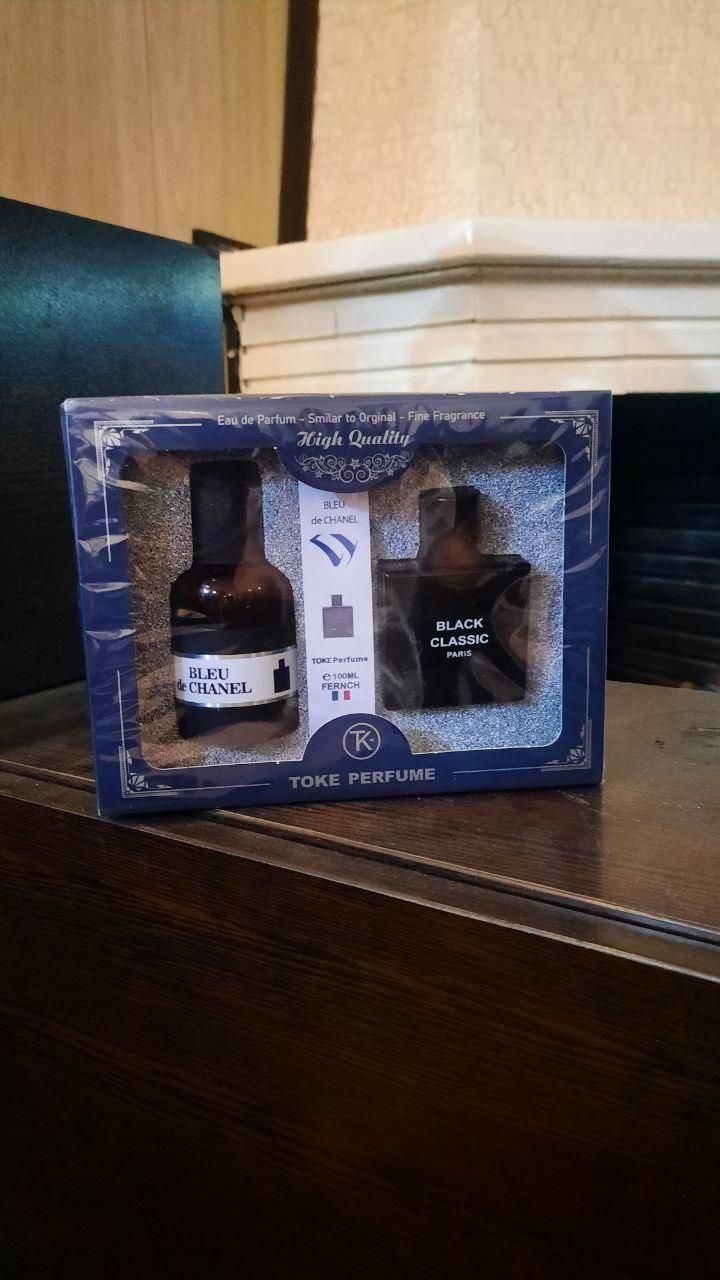 Eau de Parfum – Smilar to Orginal - Fine Fragrance
High Quality
BLEU
de CHANEL
TOKE Perfume
e 100ML
FERNCH
BLEU
de CHANEL
BLACK
CLASSIC
PARIS
TK
TOKE PERFUME